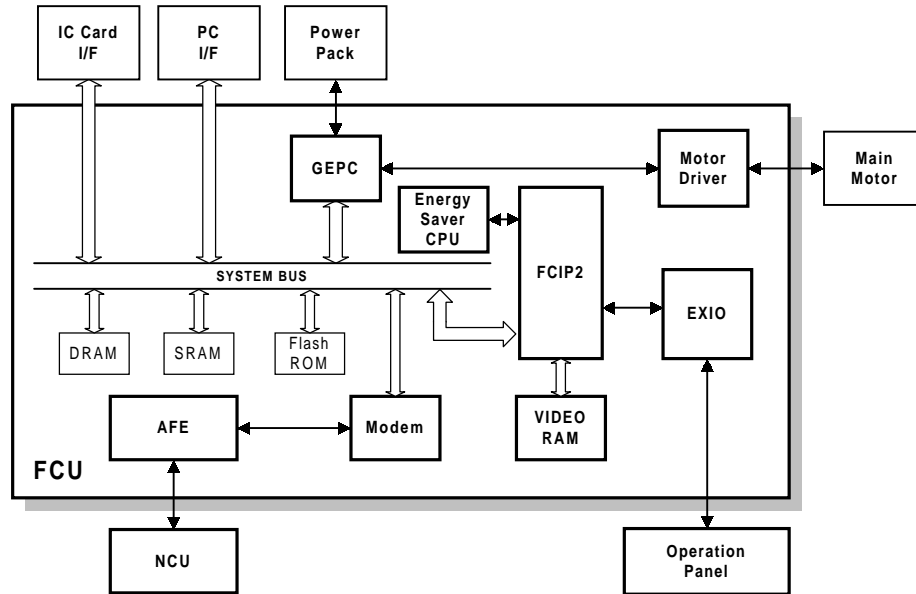 IC Card
I/F
PC
I/F
Power
Pack
GEPC
Motor
Driver
Main
Motor
Energy
Saver
CPU
FCIP2
SYSTEM BUS
EXIO
DRAM
SRAM
Flash
ROM
AFE
Modem
VIDEO
RAM
FCU
NCU
Operation
Panel